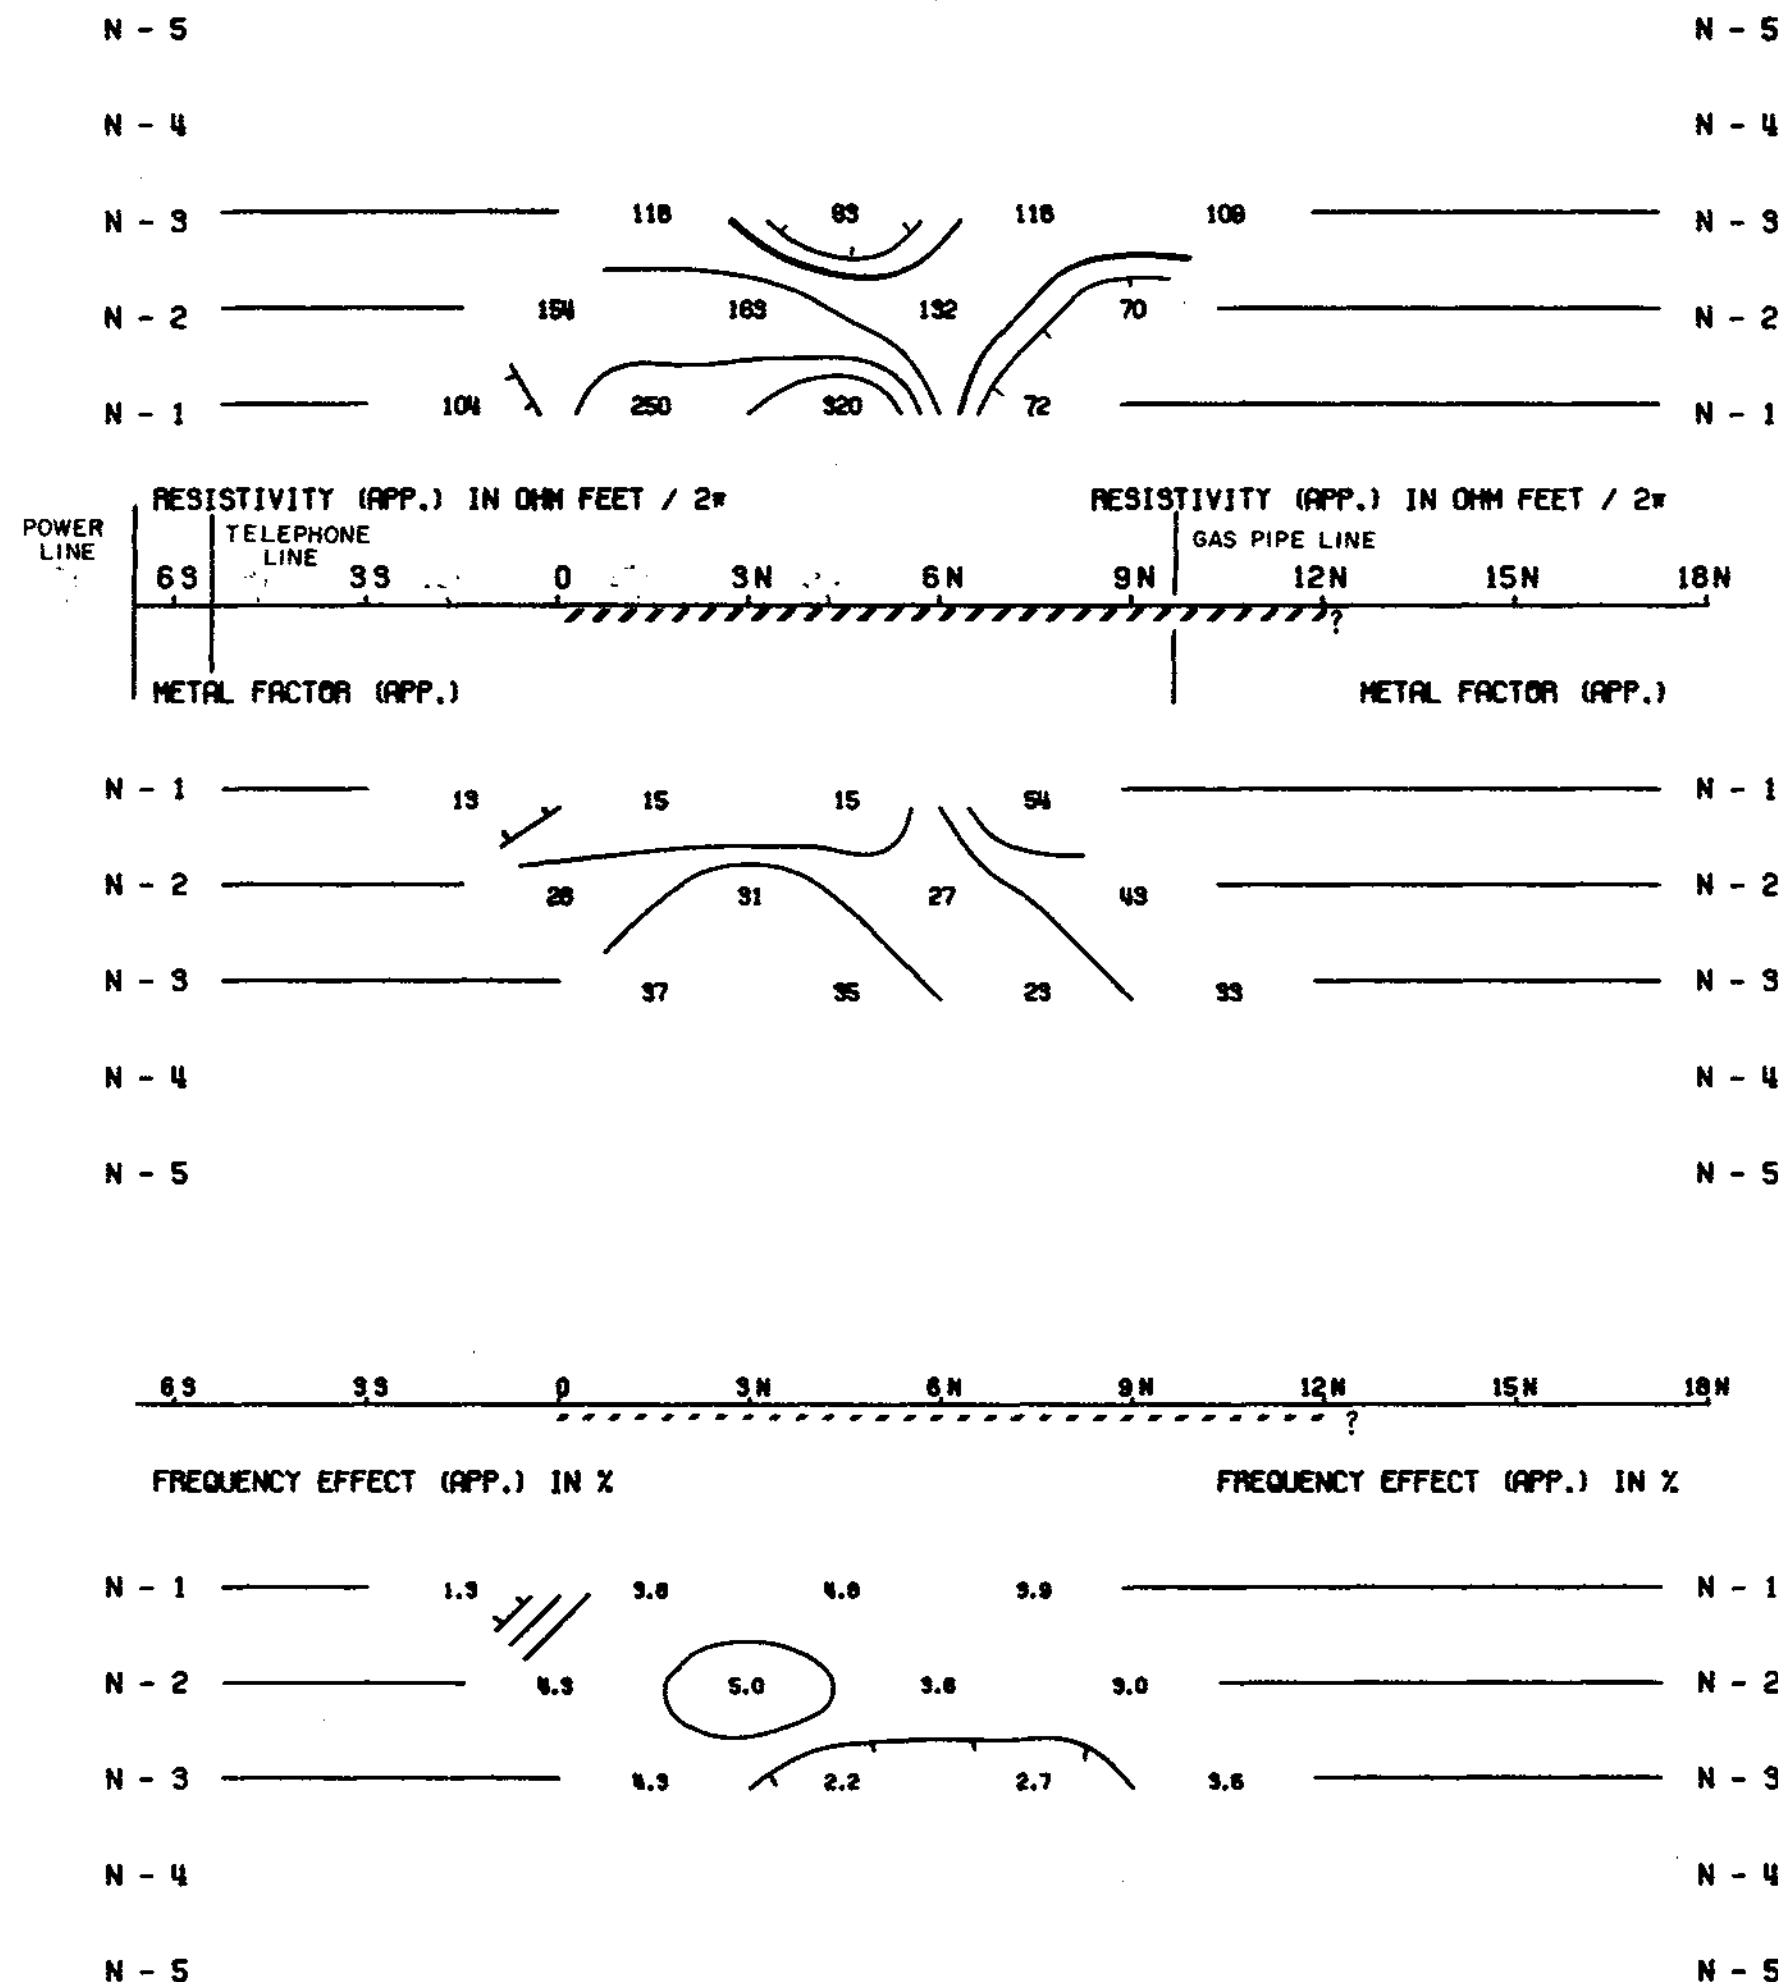 N - 5 N - 5
N - 4 N - 4
N - 3 116 83 116 108 N - 3
N - 2 154 163 132 70 N - 2
N - 1 104 250 320 72 N - 1
RESISTIVITY (APP.) IN OHM FEET / 2π RESISTIVITY (APP.) IN OHM FEET / 2π
POWER LINE
TELEPHONE LINE
GAS PIPE LINE
6S 3S 0 3N 6N 9N 12N 15N 18N
?
METAL FACTOR (APP.) METAL FACTOR (APP.)
N - 1 13 15 15 54 N - 1
N - 2 28 31 27 43 N - 2
N - 3 37 35 23 33 N - 3
N - 4 N - 4
N - 5 N - 5
6S 3S 0 3N 6N 9N 12N 15N 18N
?
FREQUENCY EFFECT (APP.) IN % FREQUENCY EFFECT (APP.) IN %
N - 1 1.3 3.8 4.8 3.9 N - 1
N - 2 4.3 5.0 3.6 3.0 N - 2
N - 3 4.3 2.2 2.7 3.6 N - 3
N - 4 N - 4
N - 5 N - 5